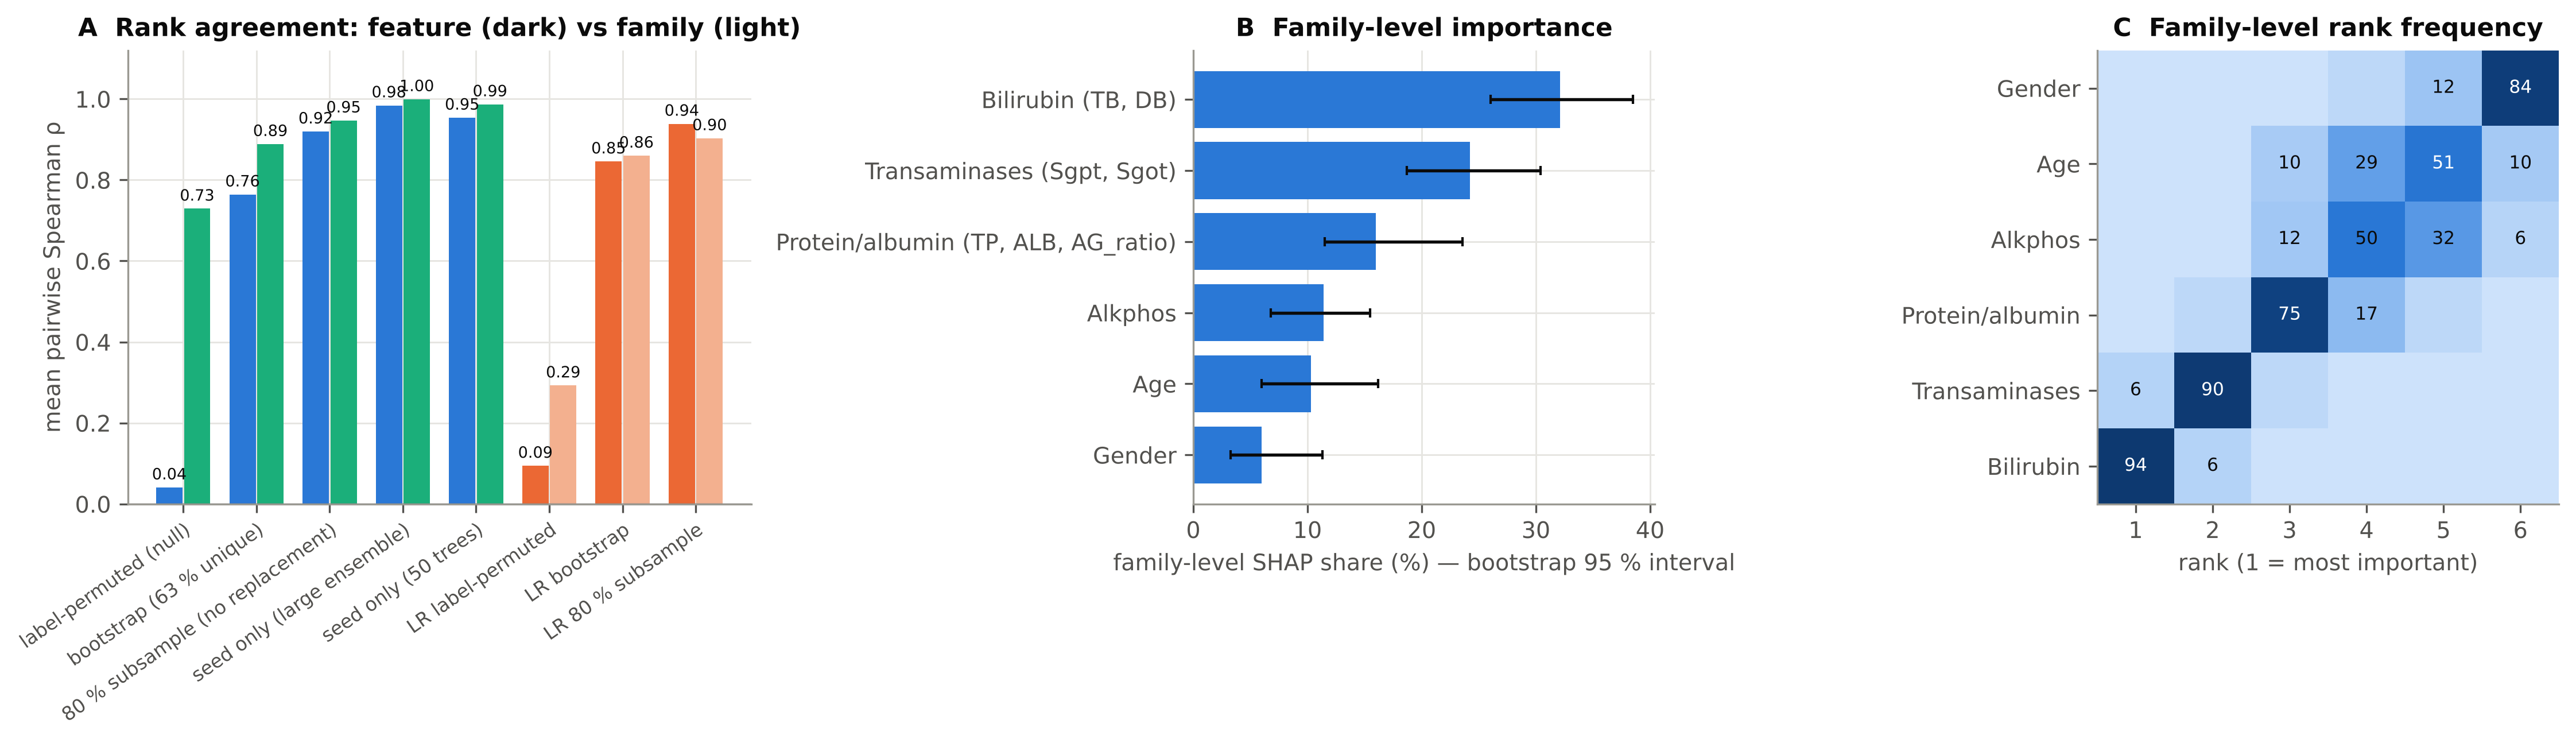 A Rank agreement: feature (dark) vs family (light)
mean pairwise Spearman ρ
1.0
0.8
0.6
0.4
0.2
0.0
0.04
0.73
0.76
0.89
0.92
0.95
0.98
1.00
0.95
0.99
0.09
0.29
0.85
0.86
0.94
0.90
label-permuted (null)
bootstrap (63 % unique)
80 % subsample (no replacement)
seed only (large ensemble)
seed only (50 trees)
LR label-permuted
LR bootstrap
LR 80 % subsample
B Family-level importance
Bilirubin (TB, DB)
Transaminases (Sgpt, Sgot)
Protein/albumin (TP, ALB, AG_ratio)
Alkphos
Age
Gender
0 10 20 30 40
family-level SHAP share (%) — bootstrap 95 % interval
C Family-level rank frequency
Gender 12 84
Age 10 29 51 10
Alkphos 12 50 32 6
Protein/albumin 75 17
Transaminases 6 90
Bilirubin 94 6
1 2 3 4 5 6
rank (1 = most important)